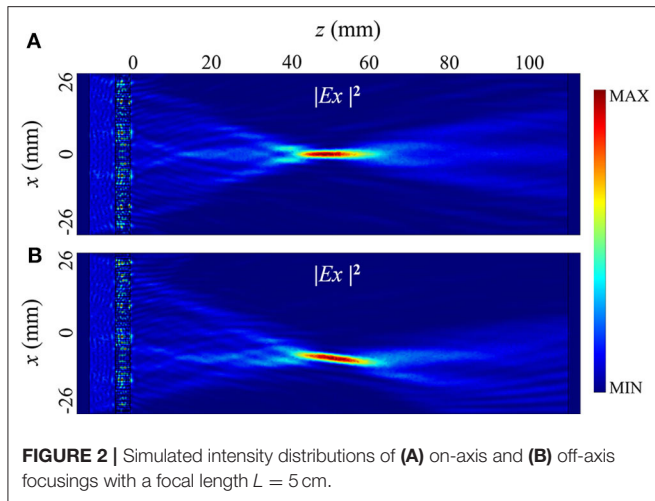 z (mm)
0 20 40 60 80 100
A
|Ex |²
x (mm)
26
0
-26
MAX
MIN
B
|Ex |²
x (mm)
26
0
-26
FIGURE 2 | Simulated intensity distributions of (A) on-axis and (B) off-axis
focusings with a focal length L = 5 cm.